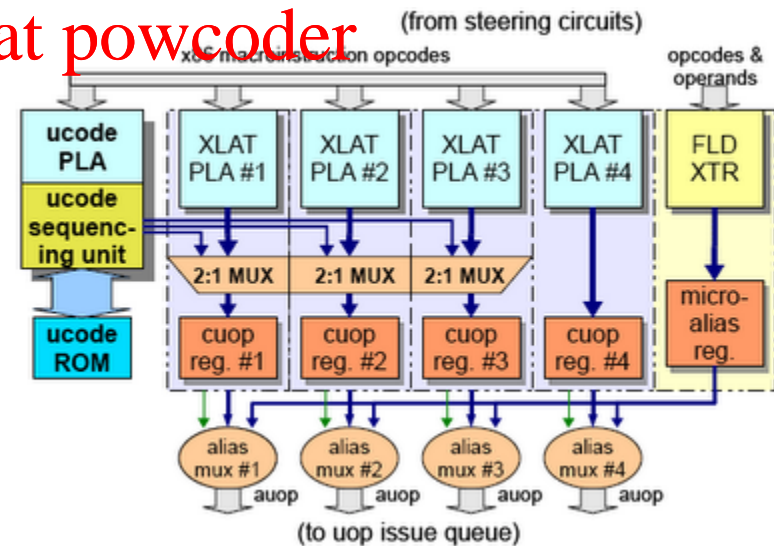 (from steering circuits)
at powcoder
x86 macroinstruction opcodes
opcodes &
operands
ucode
PLA
ucode
sequenc-
ing unit
ucode
ROM
XLAT
PLA #1
XLAT
PLA #2
XLAT
PLA #3
XLAT
PLA #4
FLD
XTR
2:1 MUX
2:1 MUX
2:1 MUX
cuop
reg. #1
cuop
reg. #2
cuop
reg. #3
cuop
reg. #4
micro-
alias
reg.
alias
mux #1
alias
mux #2
alias
mux #3
alias
mux #4
auop
auop
auop
auop
(to uop issue queue)